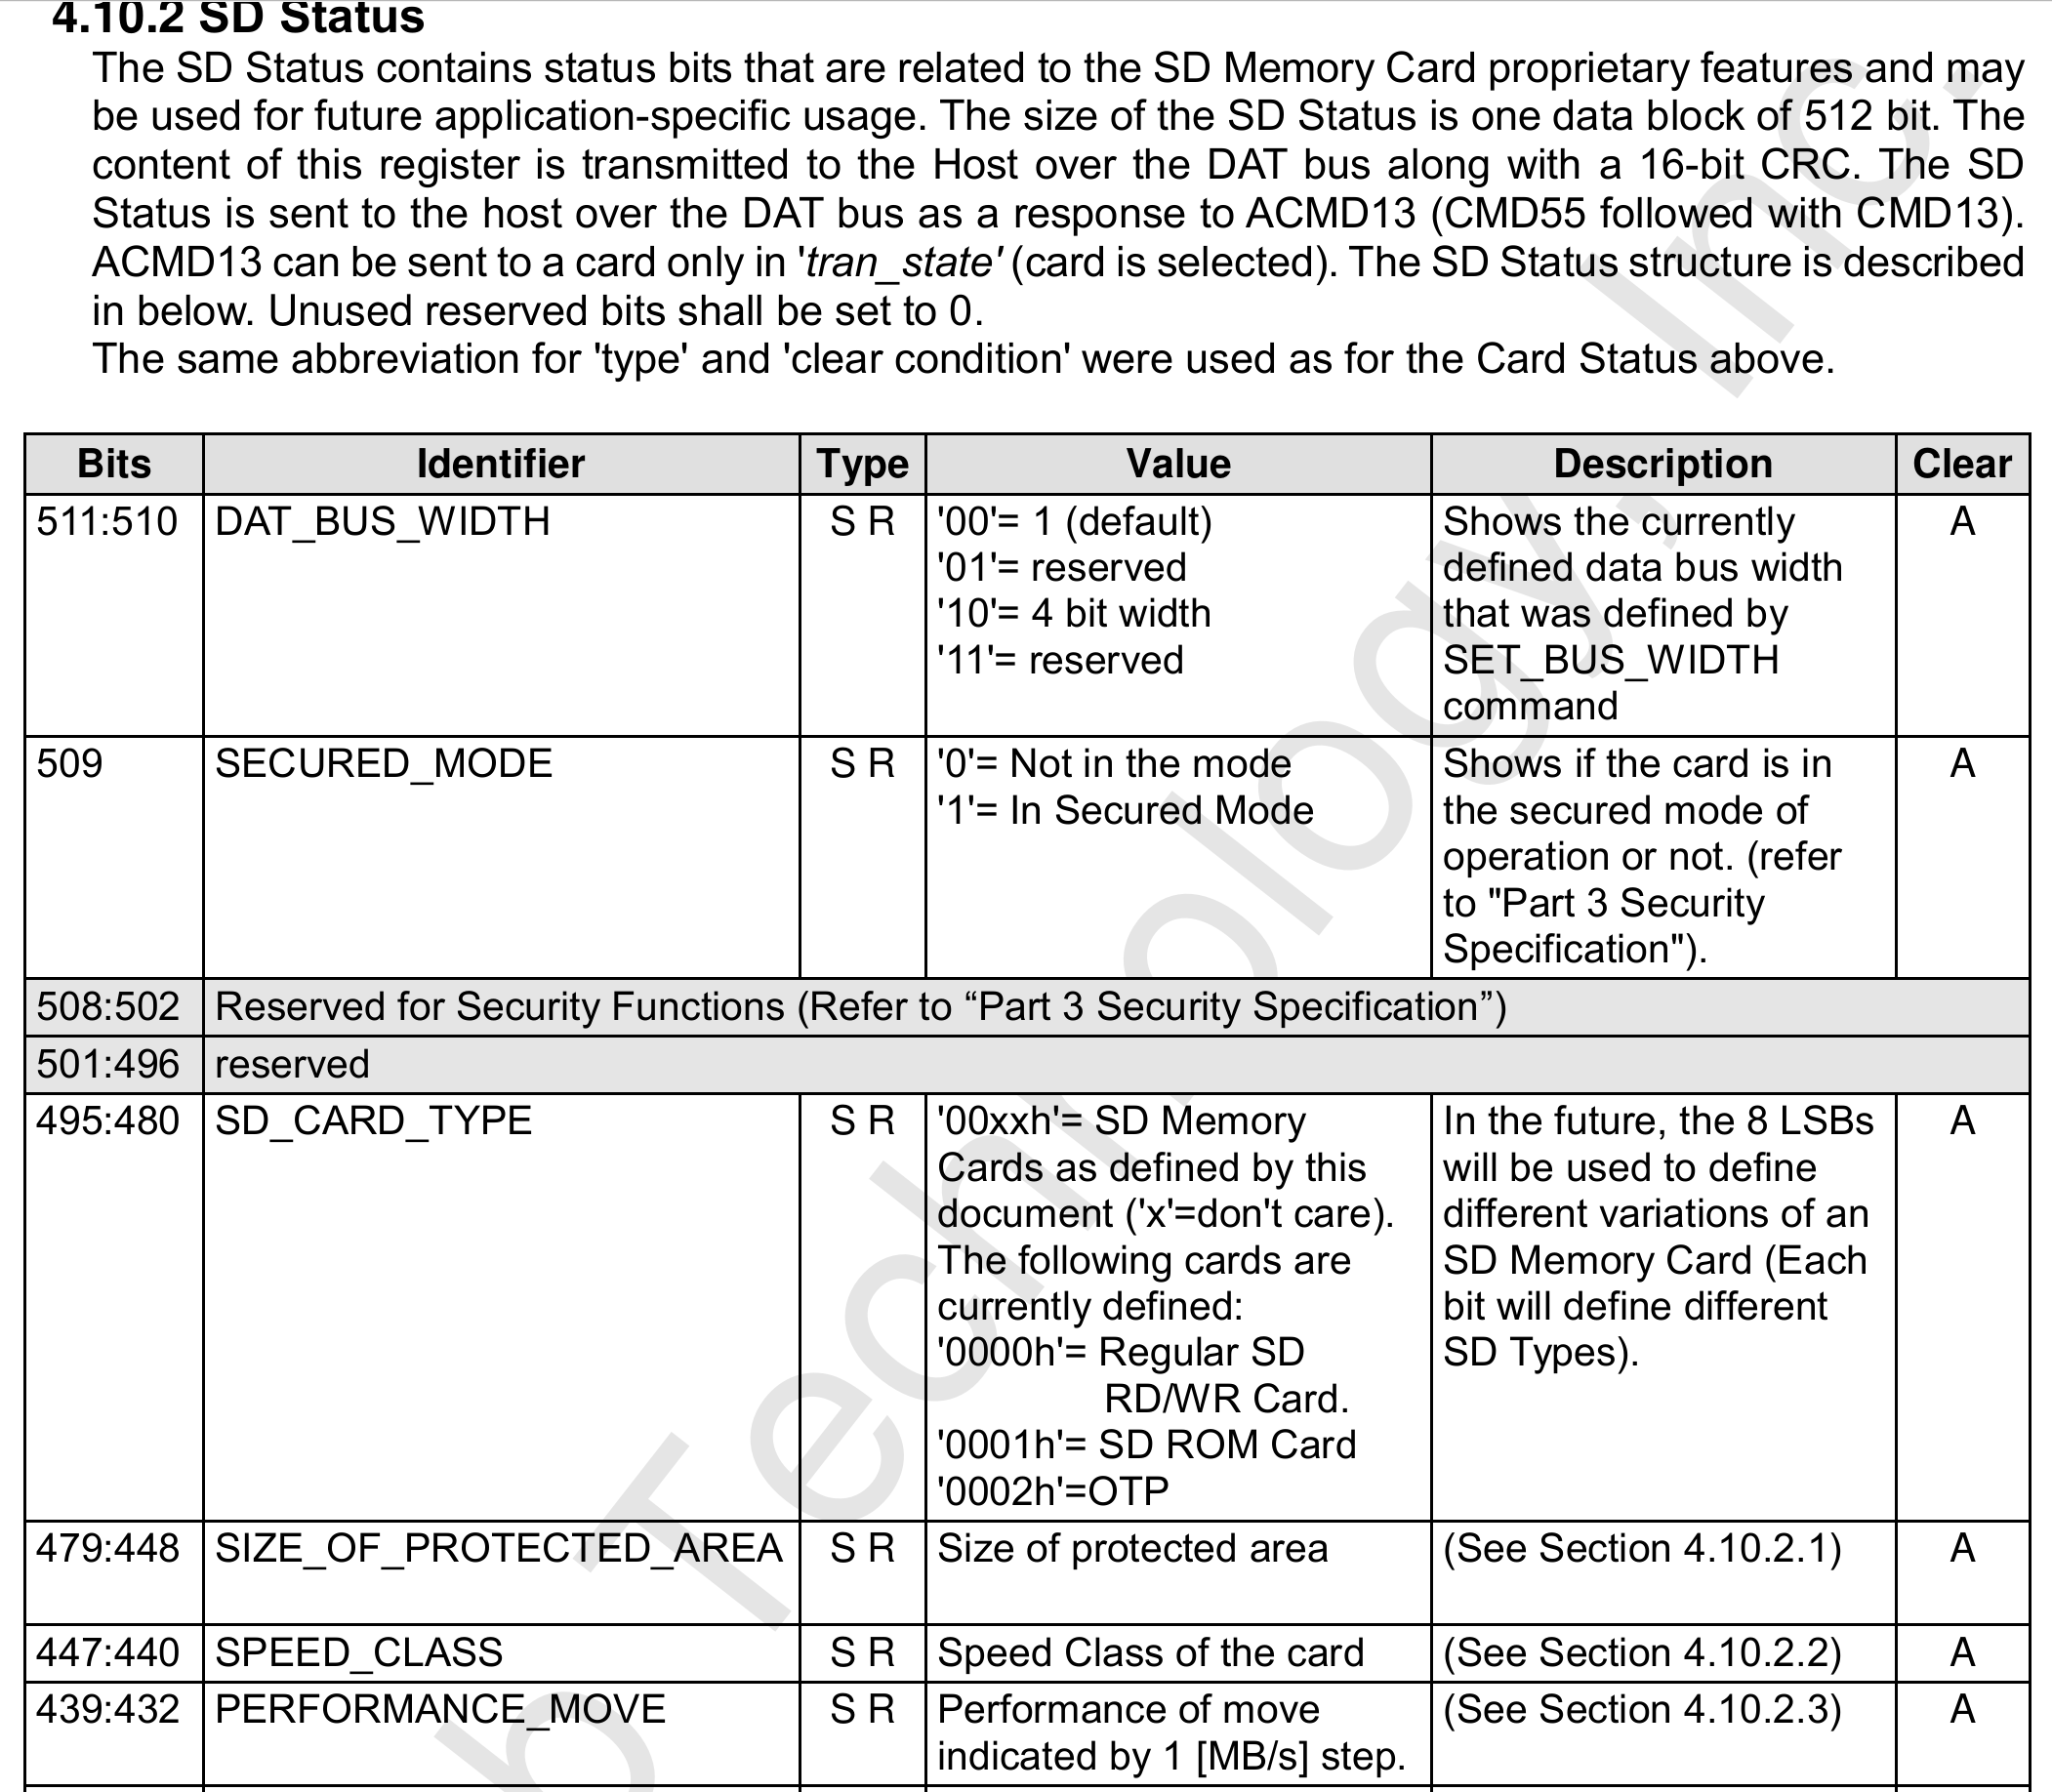 4.10.2 SD Status
The SD Status contains status bits that are related to the SD Memory Card proprietary features and may
be used for future application-specific usage. The size of the SD Status is one data block of 512 bit. The
content of this register is transmitted to the Host over the DAT bus along with a 16-bit CRC. The SD
Status is sent to the host over the DAT bus as a response to ACMD13 (CMD55 followed with CMD13).
ACMD13 can be sent to a card only in 'tran_state' (card is selected). The SD Status structure is described
in below. Unused reserved bits shall be set to 0.
The same abbreviation for 'type' and 'clear condition' were used as for the Card Status above.
Bits Identifier Type Value Description Clear
511:510 DAT_BUS_WIDTH S R '00'= 1 (default) Shows the currently A
'01'= reserved defined data bus width
'10'= 4 bit width that was defined by
'11'= reserved SET_BUS_WIDTH
command
509 SECURED_MODE S R '0'= Not in the mode Shows if the card is in A
'1'= In Secured Mode the secured mode of
operation or not. (refer
to "Part 3 Security
Specification").
508:502 Reserved for Security Functions (Refer to “Part 3 Security Specification”)
501:496 reserved
495:480 SD_CARD_TYPE S R '00xxh'= SD Memory In the future, the 8 LSBs A
Cards as defined by this will be used to define
document ('x'=don't care). different variations of an
The following cards are SD Memory Card (Each
currently defined: bit will define different
'0000h'= Regular SD SD Types).
RD/WR Card.
'0001h'= SD ROM Card
'0002h'=OTP
479:448 SIZE_OF_PROTECTED_AREA S R Size of protected area (See Section 4.10.2.1) A
447:440 SPEED_CLASS S R Speed Class of the card (See Section 4.10.2.2) A
439:432 PERFORMANCE_MOVE S R Performance of move (See Section 4.10.2.3) A
indicated by 1 [MB/s] step.
b Technology, Inc.